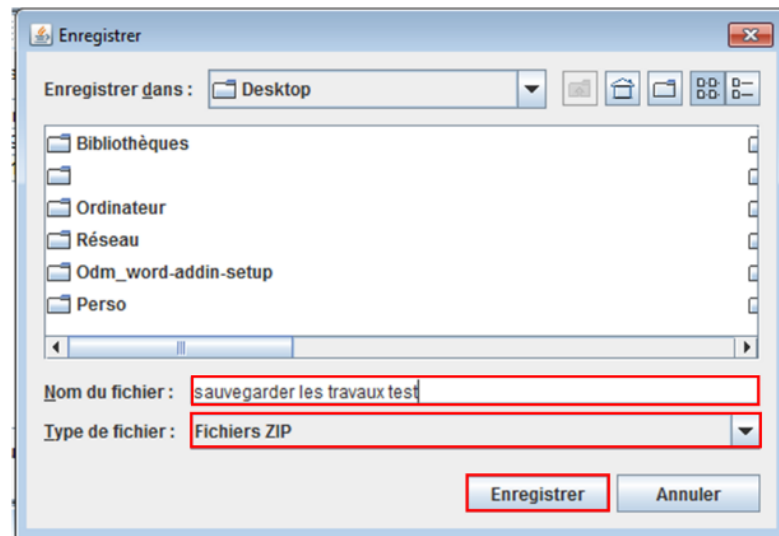 Enregistrer
Enregistrer dans : Desktop
Bibliothèques
Ordinateur
Réseau
Odm_word-addin-setup
Perso
Nom du fichier : sauvegarder les travaux test
Type de fichier : Fichiers ZIP
Enregistrer Annuler